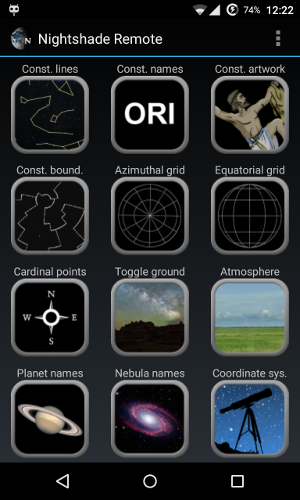 74% 12:22
N Nightshade Remote
Const. lines Const. names Const. artwork
ORI
Const. bound. Azimuthal grid Equatorial grid
Cardinal points Toggle ground Atmosphere
N
W E
S
Planet names Nebula names Coordinate sys.